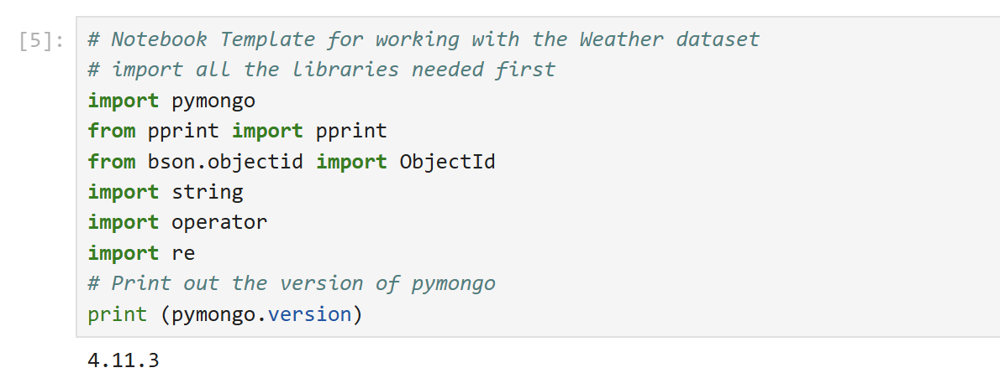 [5]:
# Notebook Template for working with the Weather dataset
# import all the libraries needed first
import pymongo
from pprint import pprint
from bson.objectid import ObjectId
import string
import operator
import re
# Print out the version of pymongo
print (pymongo.version)
4.11.3